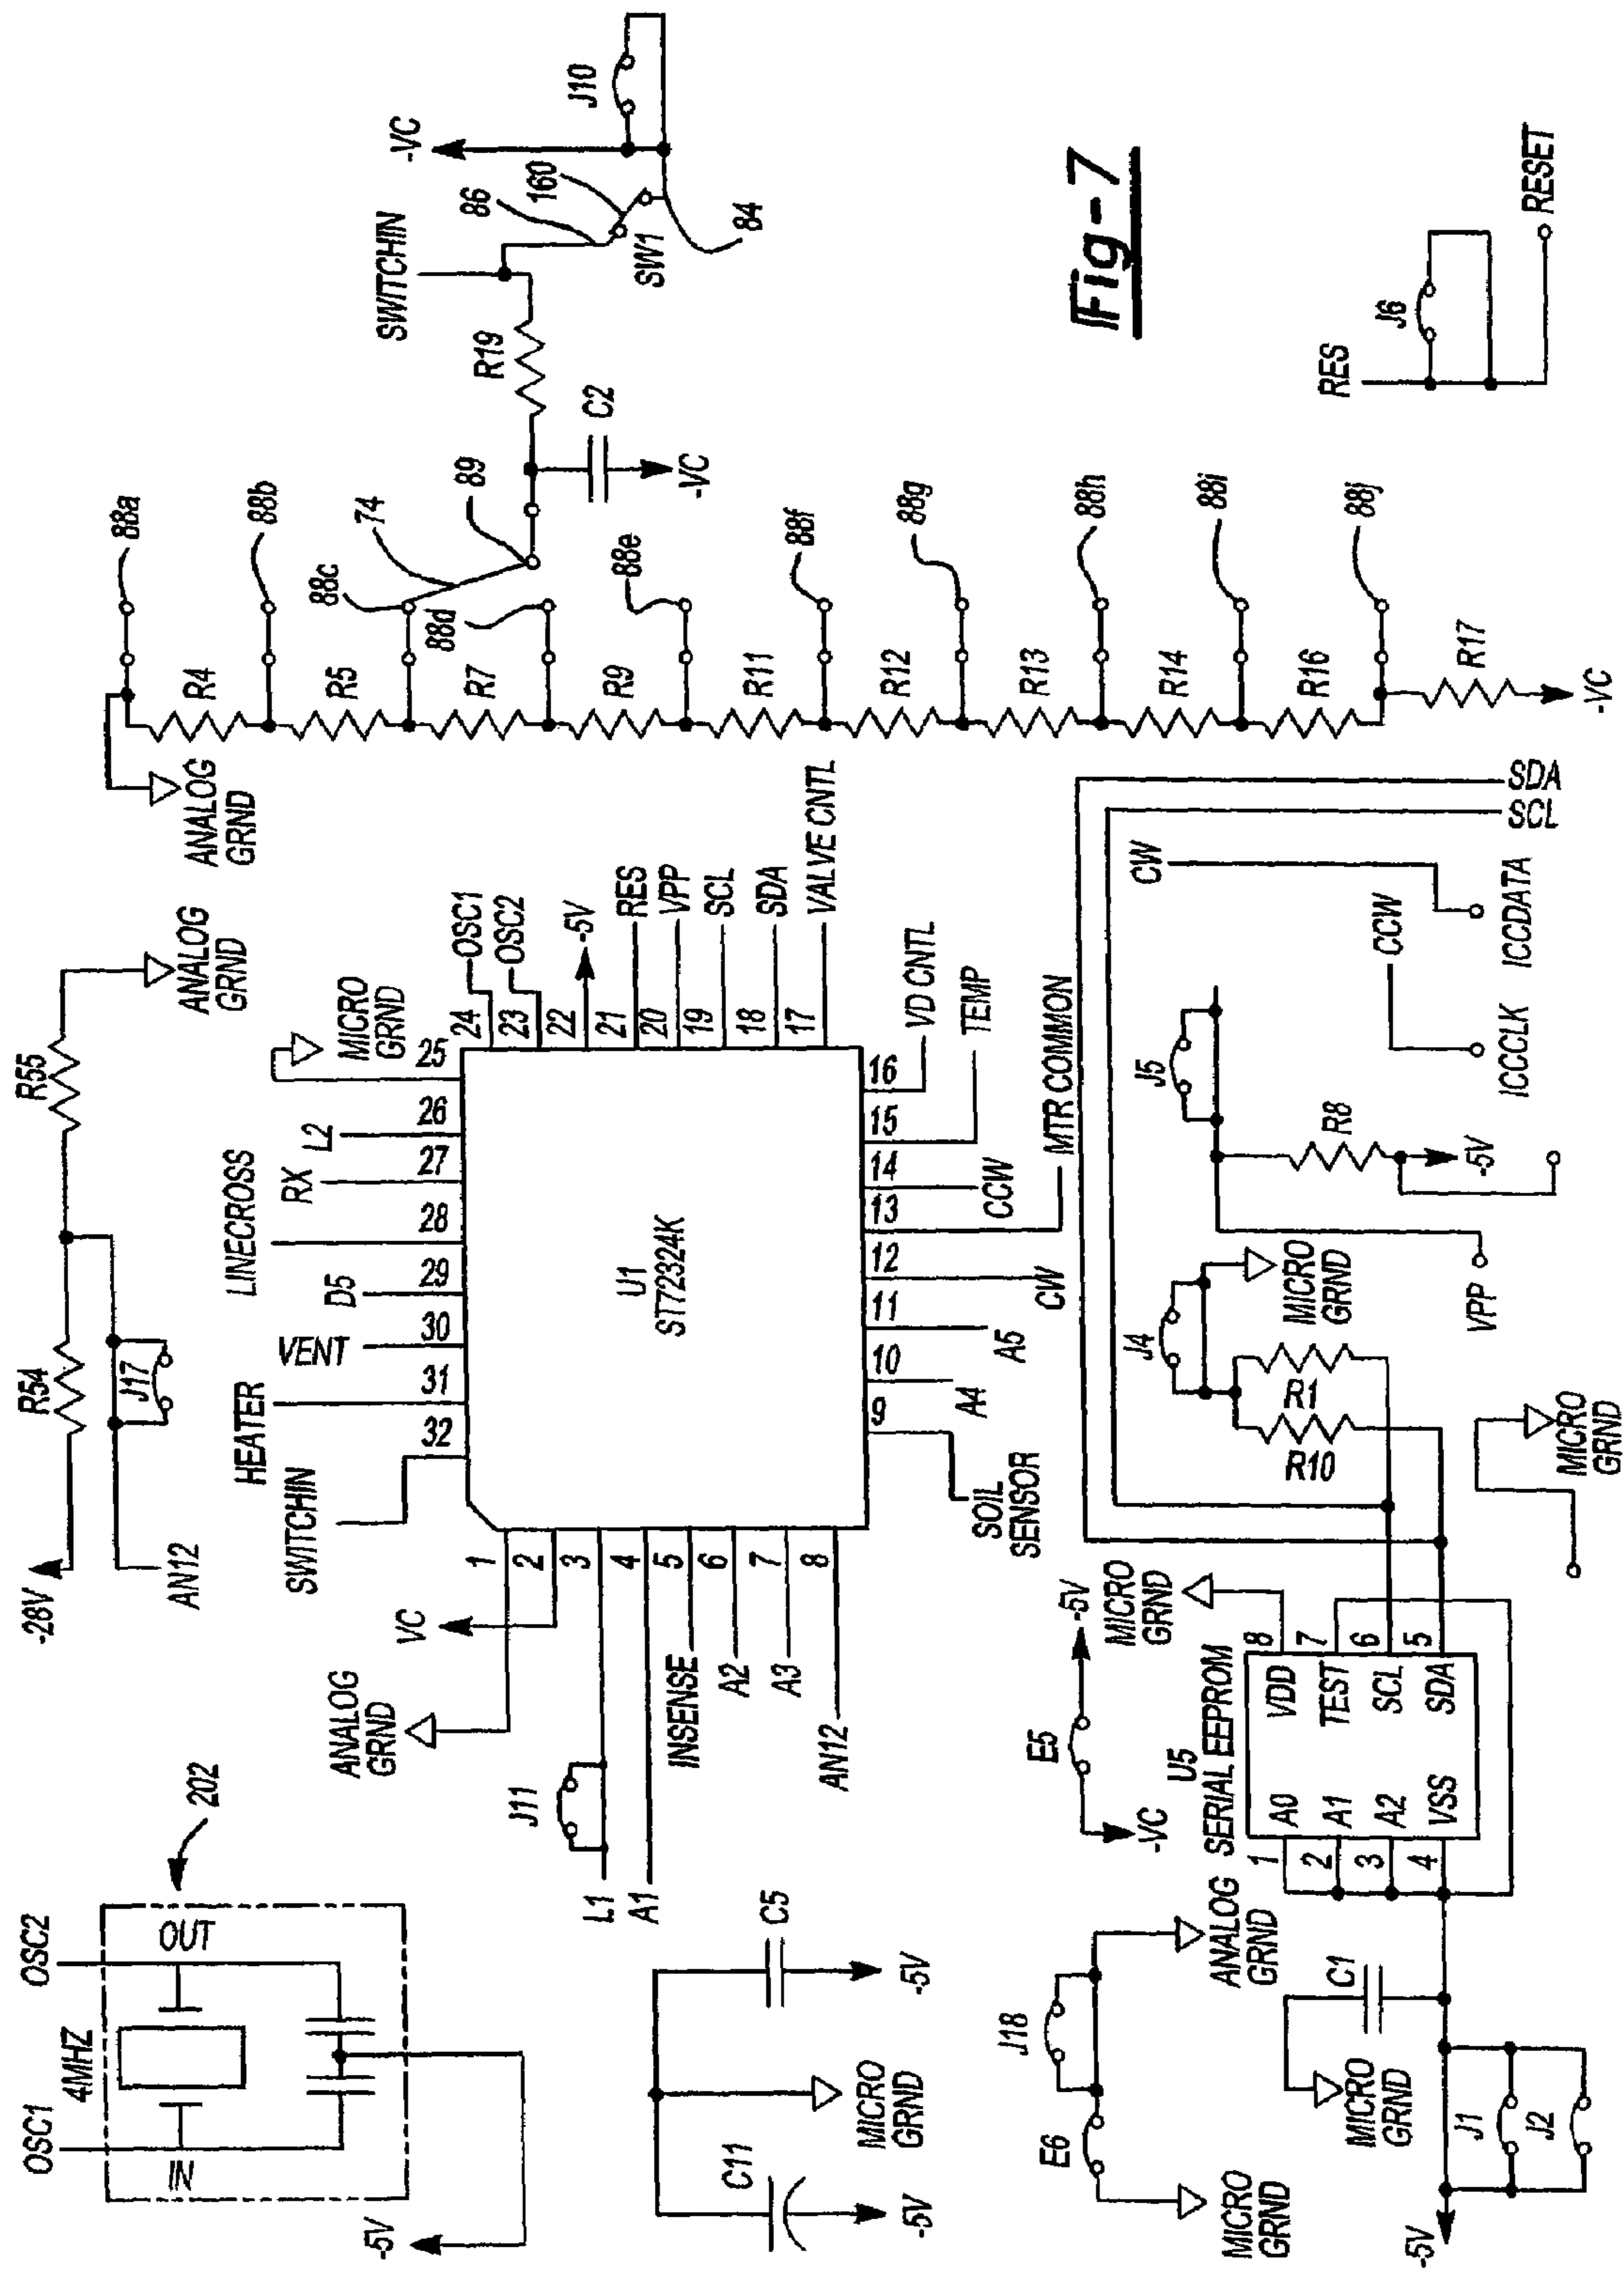 OSC1
OSC2
4MHZ
IN
OUT
202
-5V
-28V
R54
R55
J17
AN12
ANALOG
GRND
ANALOG
GRND
R4
R5
R7
R9
R11
R12
R13
R14
R16
R17
-VC
88a
88b
88c
88d
88e
88f
88g
88h
88i
88j
74
89
C2
-VC
R19
SWITCHIN
86
160
SW1
84
-VC
J10
SWITCHIN
HEATER
VENT
D5
LINECROSS
RX
L2
MICRO
GRND
32
31
30
29
28
27
26
25
U1
ST72324K
24
23
22
21
20
19
18
17
OSC1
OSC2
-5V
RES
VPP
SCL
SDA
VALVE CNTL
1
2
3
4
5
6
7
8
ANALOG
GRND
VC
J11
L1
A1
INSENSE
A2
A3
AN12
9
10
11
12
13
14
15
16
SOIL
SENSOR
A4
A5
CW
MTR COMMON
CCW
TEMP
VD CNTL
C11
C5
-5V
MICRO
GRND
-5V
E6
J18
MICRO
GRND
ANALOG
GRND
E5
-VC
-5V
U5
SERIAL EEPROM
1
2
3
4
A0
A1
A2
VSS
VDD
TEST
SCL
SDA
8
7
6
5
MICRO
GRND
C1
MICRO
GRND
J1
J2
-5V
J4
MICRO
GRND
R1
R10
MICRO
GRND
J5
R8
-5V
VPP
CCW
ICCCLK
CW
ICCDATA
SDA
SCL
RES
J6
RESET
Fig-7